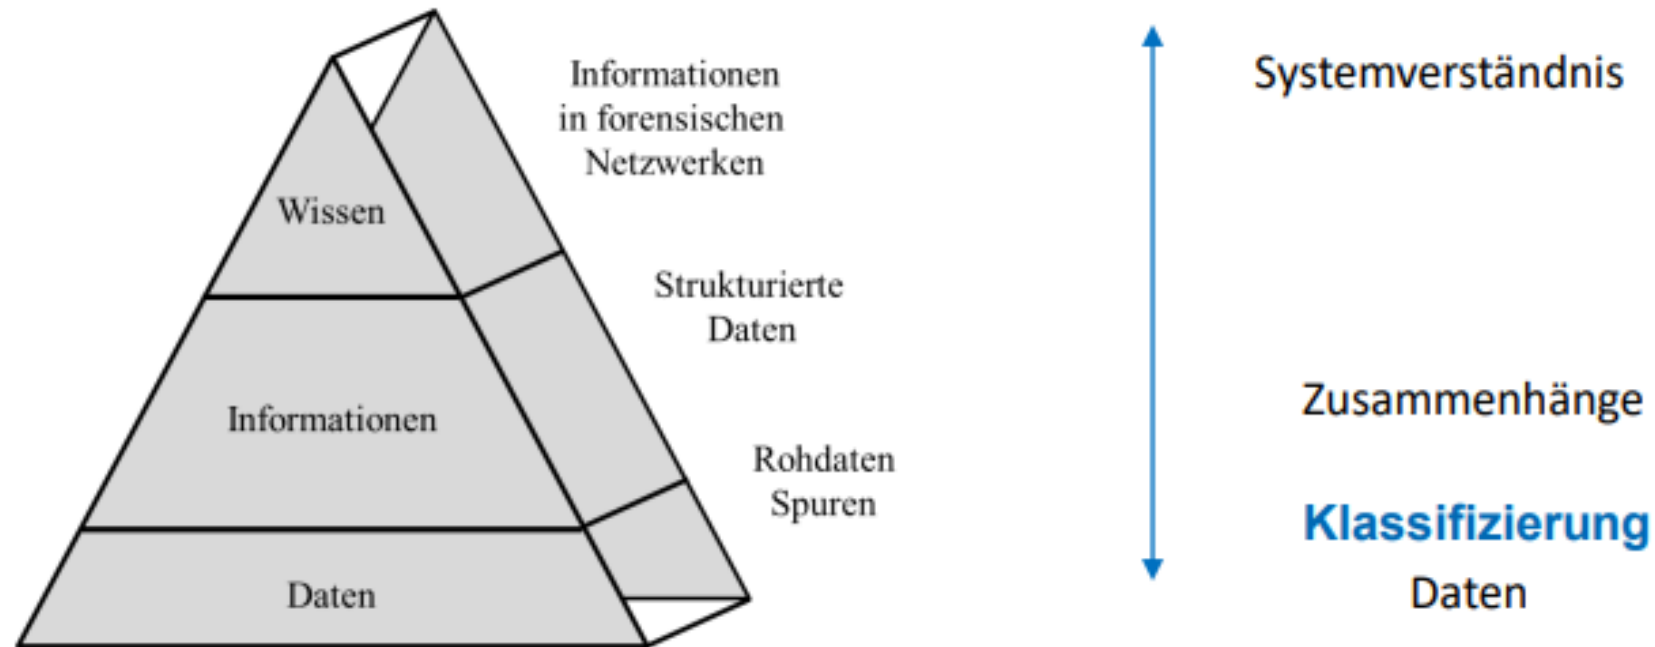 Informationen
in forensischen
Netzwerken
Systemverständnis
Wissen
Strukturierte
Daten
Zusammenhänge
Informationen
Rohdaten
Spuren
Klassifizierung
Daten
Daten